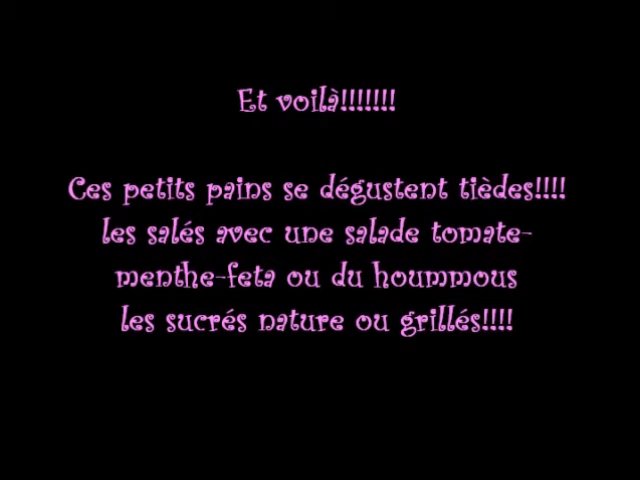 Et voilà!!!!!!!
Ces petits pains se dégustent tièdes!!!!
les salés avec une salade tomate-
menthe-feta ou du hoummous
les sucrés nature ou grillés!!!!